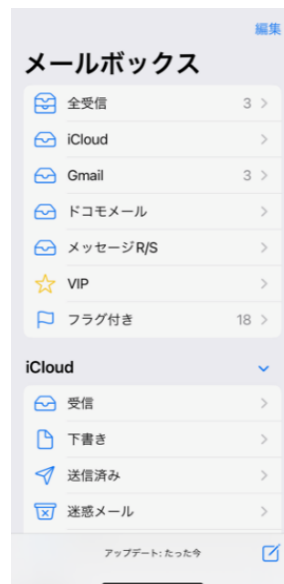 編集
メールボックス
全受信 3
iCloud
Gmail 3
ドコモメール
メッセージR/S
VIP
フラグ付き 18
iCloud
受信
下書き
送信済み
迷惑メール
アップデート: たった今